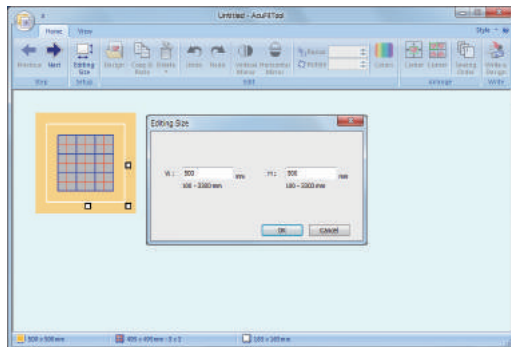 Untitled - AcuFilTool
Home View Style
Previous Next Editing Size Design Copy & Paste Delete Undo Redo Vertical Mirror Horizontal Mirror Rotate Colors Center Corner Sewing Order Write a Design
Step Setup Edit Arrange Write
Editing Size
W : 500 mm H : 500 mm
100 - 3300 mm 100 - 3300 mm
OK Cancel
500 x 500 mm